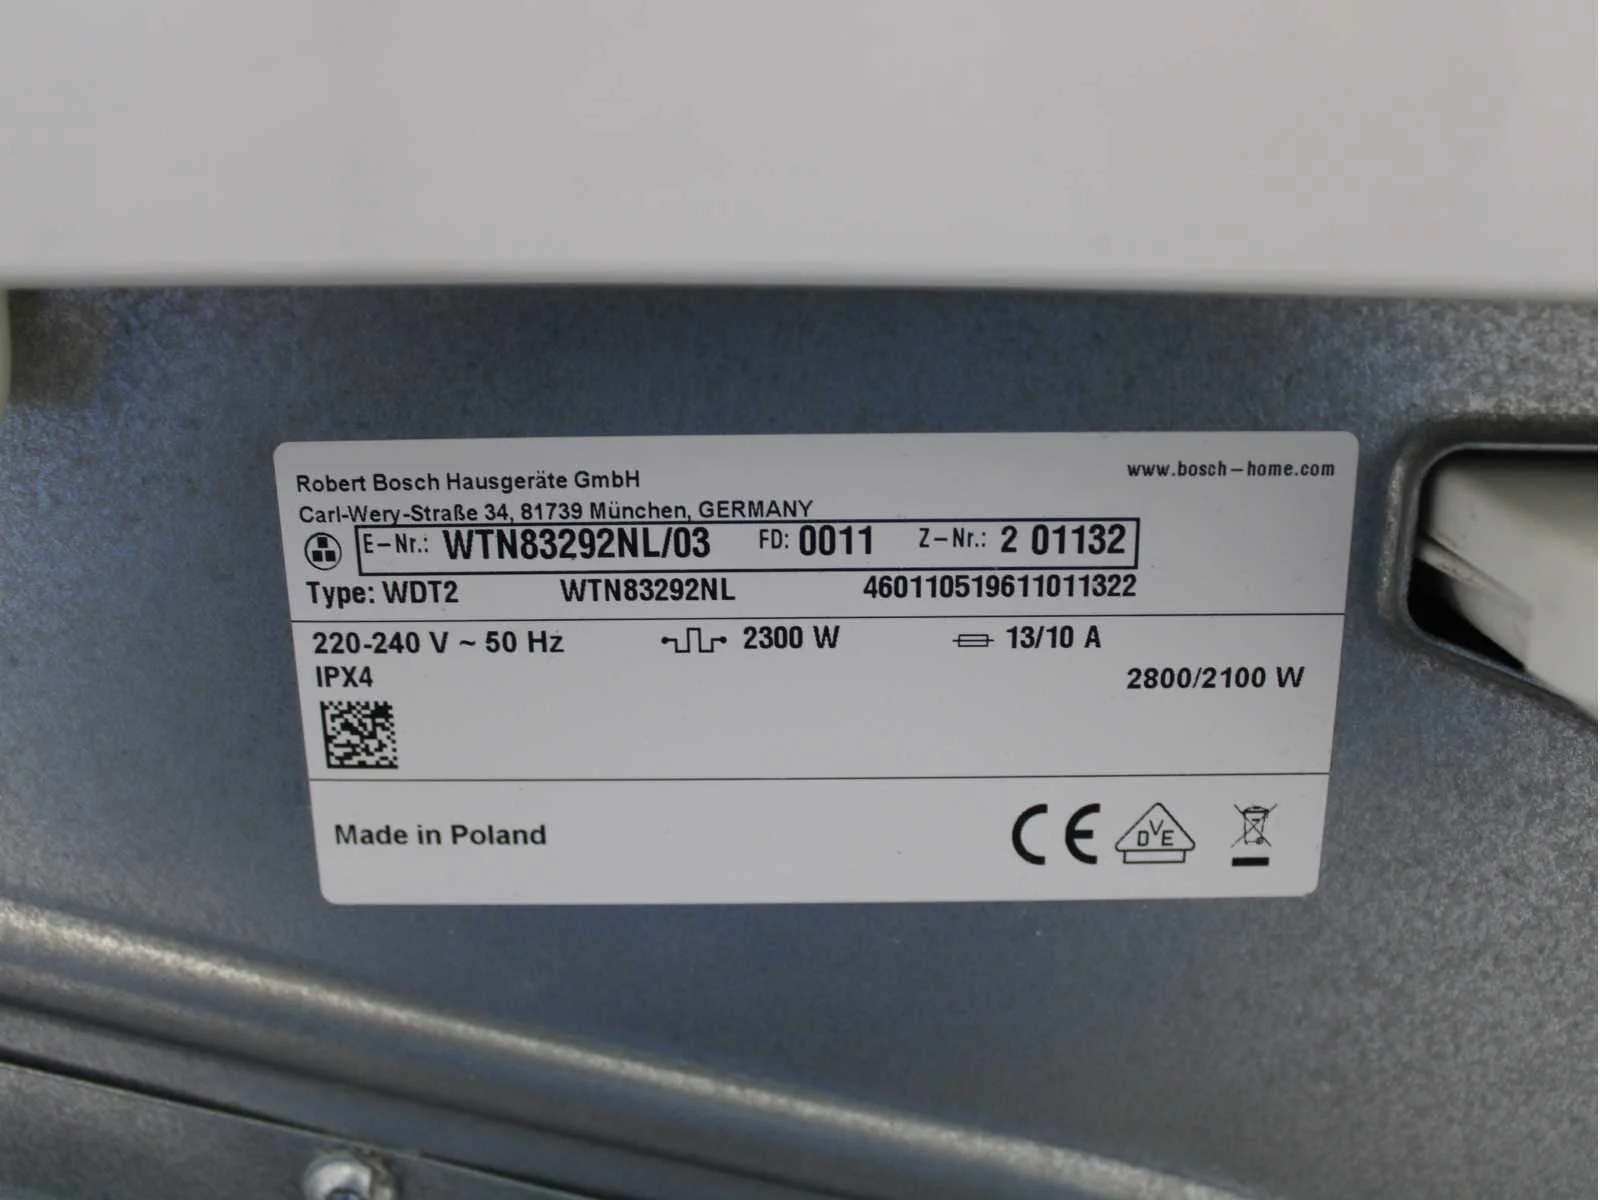 Robert Bosch Hausgeräte GmbH
www.bosch-home.com
Carl-Wery-Straße 34, 81739 München, GERMANY
E-Nr.: WTN83292NL/03 FD: 0011 Z-Nr.: 2 01132
Type: WDT2 WTN83292NL 460110519611011322
220-240 V ~ 50 Hz 2300 W 13/10 A
IPX4 2800/2100 W
Made in Poland CE DVE